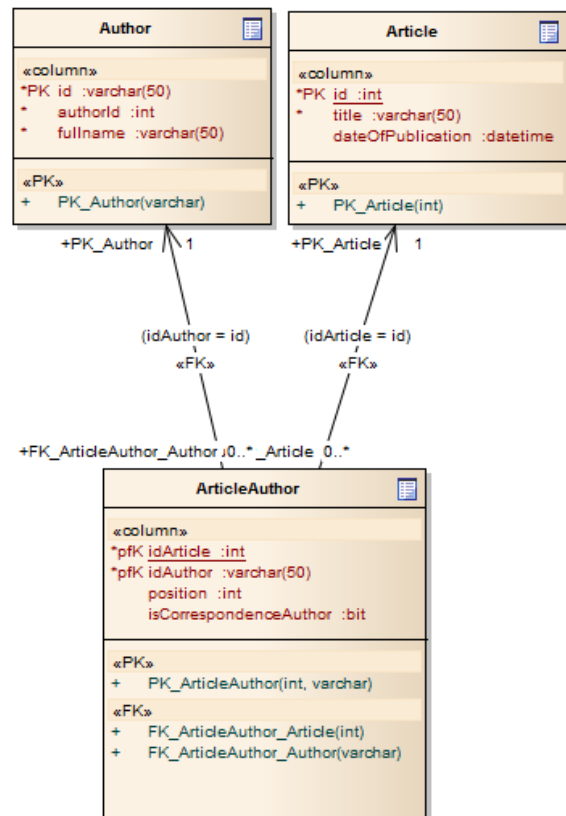 Author
«column»
*PK id :varchar(50)
* authorId :int
* fullname :varchar(50)
«PK»
+ PK_Author(varchar)
Article
«column»
*PK id :int
* title :varchar(50)
dateOfPublication :datetime
«PK»
+ PK_Article(int)
+PK_Author 1
+PK_Article 1
(idAuthor = id)
«FK»
(idArticle = id)
«FK»
+FK_ArticleAuthor_Author 0..* _Article 0..*
ArticleAuthor
«column»
*pfK idArticle :int
*pfK idAuthor :varchar(50)
position :int
isCorrespondenceAuthor :bit
«PK»
+ PK_ArticleAuthor(int, varchar)
«FK»
+ FK_ArticleAuthor_Article(int)
+ FK_ArticleAuthor_Author(varchar)